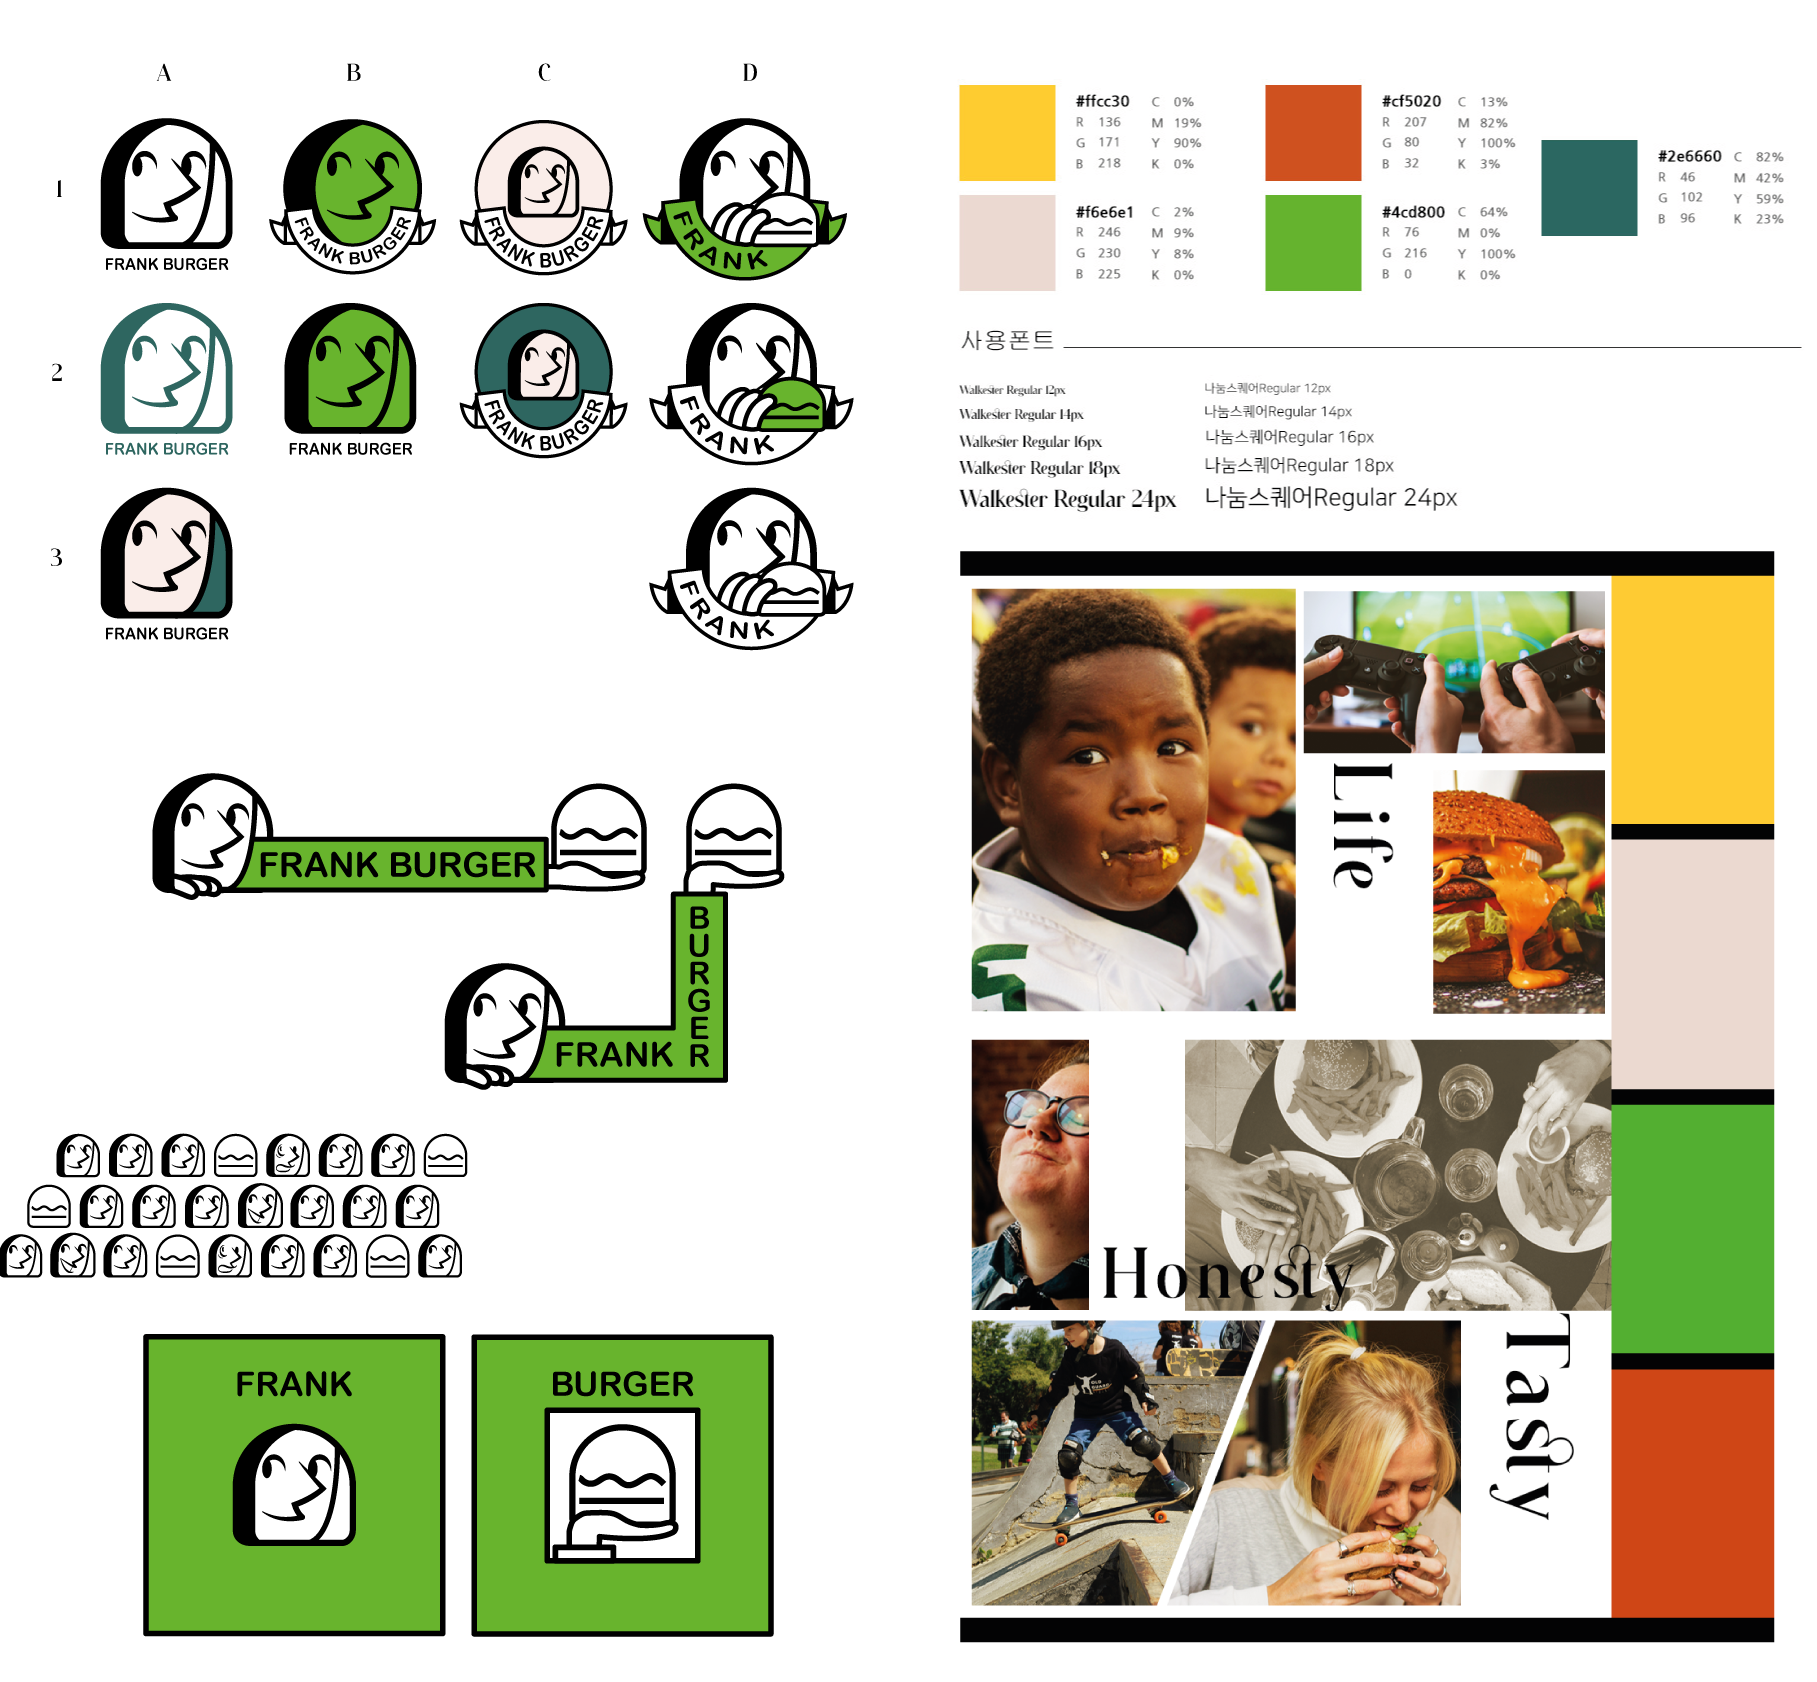 A B C D
1
FRANK BURGER
FRANK BURGER
FRANK BURGER
FRANK
2
FRANK BURGER
FRANK BURGER
FRANK BURGER
FRANK
3
FRANK BURGER
FRANK
FRANK BURGER
FRANK
BURGER
FRANK
BURGER
#ffcc30 C 0%
R 136 M 19%
G 171 Y 90%
B 218 K 0%
#cf5020 C 13%
R 207 M 82%
G 80 Y 100%
B 32 K 3%
#2e6660 C 82%
R 46 M 42%
G 102 Y 59%
B 96 K 23%
#f6e6e1 C 2%
R 246 M 9%
G 230 Y 8%
B 225 K 0%
#4cd800 C 64%
R 76 M 0%
G 216 Y 100%
B 0 K 0%
사용폰트
Walkester Regular 12px
Walkester Regular 14px
Walkester Regular 16px
Walkester Regular 18px
Walkester Regular 24px
나눔스퀘어Regular 12px
나눔스퀘어Regular 14px
나눔스퀘어Regular 16px
나눔스퀘어Regular 18px
나눔스퀘어Regular 24px
Life
Honesty
Tasty